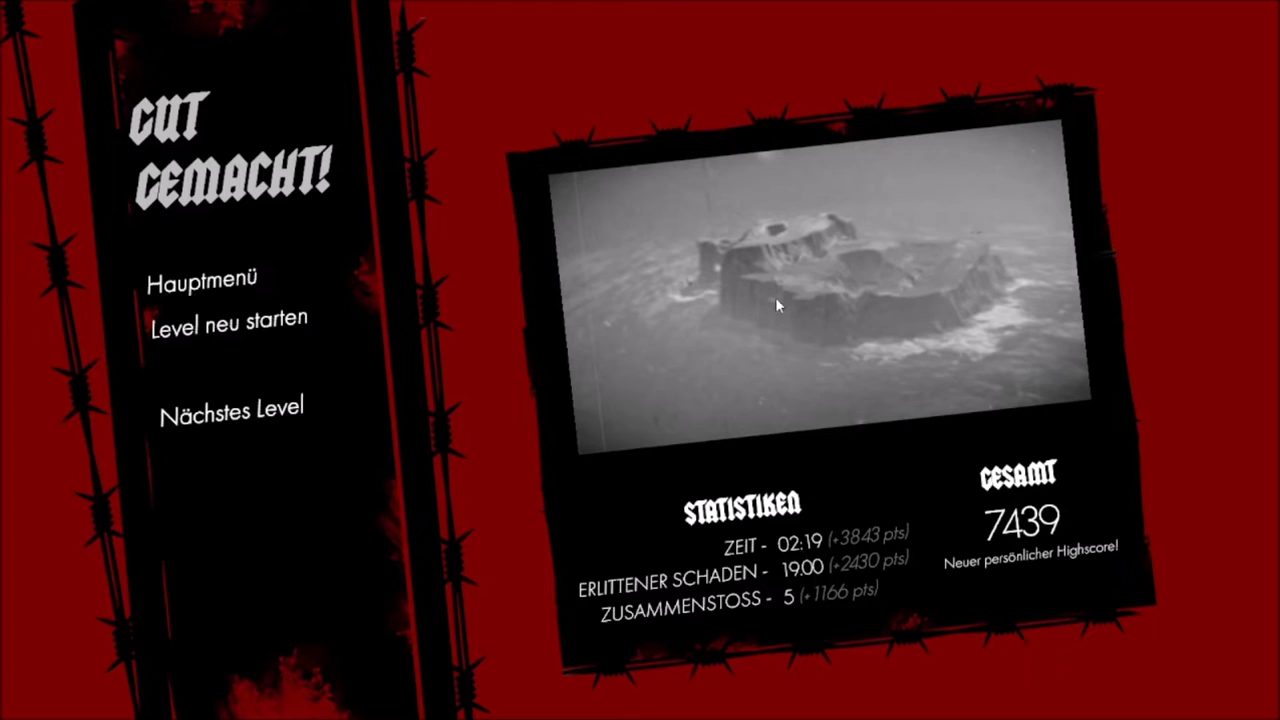 GUT
GEMACHT!
Hauptmenü
Level neu starten
Nächstes Level
STATISTIKEN
ZEIT - 02:19 (+3843 pts)
ERLITTENER SCHADEN - 19.00 (+2430 pts)
ZUSAMMENSTOSS - 5 (+1166 pts)
GESAMT
7439
Neuer persönlicher Highscore!